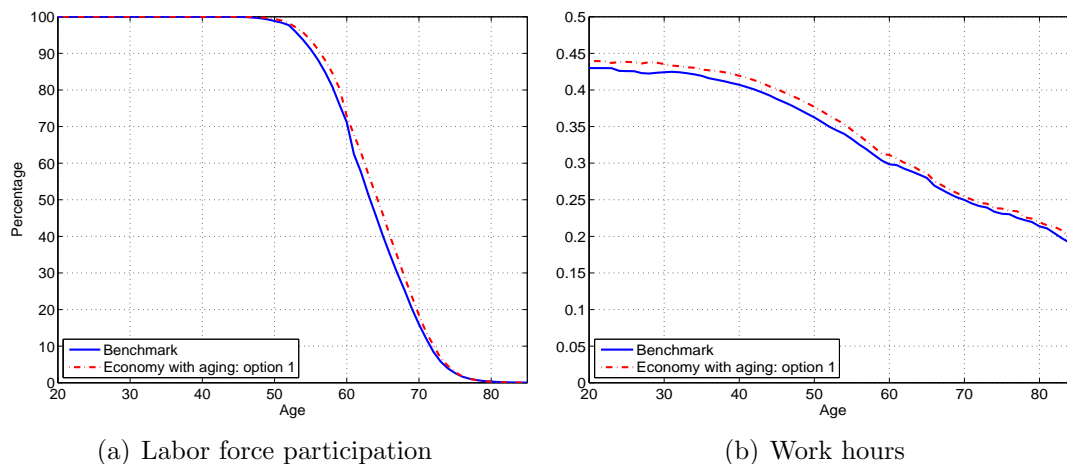 100
90
80
70
60
50
40
30
20
10
0
Percentage
Benchmark
Economy with aging: option 1
20 30 40 50 60 70 80
Age
(a) Labor force participation
0.5
0.45
0.4
0.35
0.3
0.25
0.2
0.15
0.1
0.05
0
Benchmark
Economy with aging: option 1
20 30 40 50 60 70 80
Age
(b) Work hours